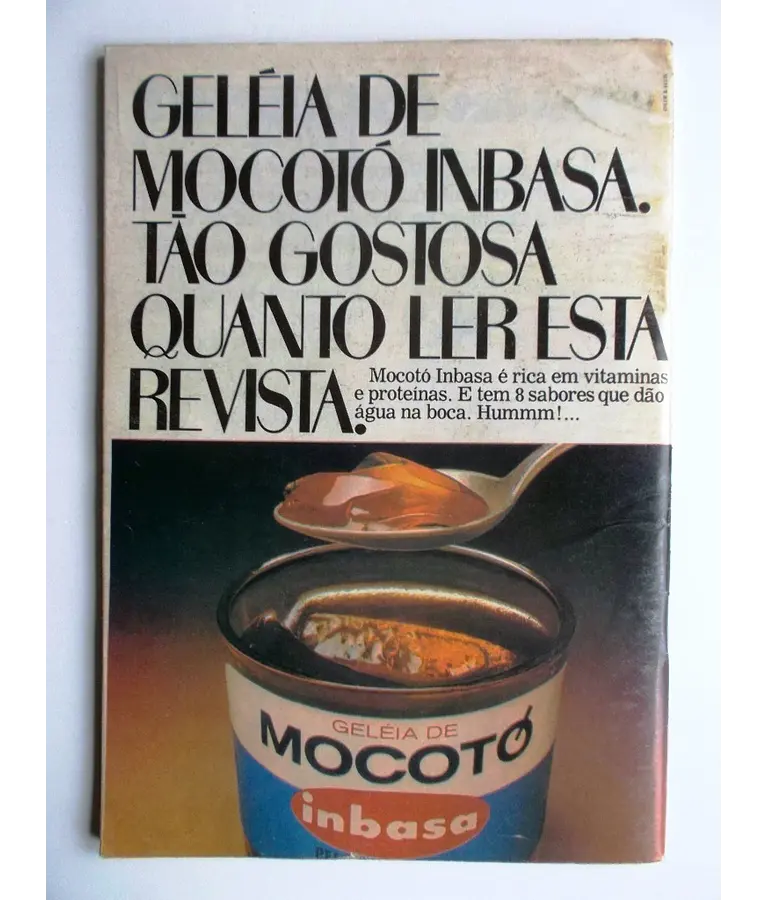 GELÉIA DE
MOCOTÓ INBASA.
TÃO GOSTOSA
QUANTO LER ESTA
REVISTA.
Mocotó Inbasa é rica em vitaminas
e proteínas. E tem 8 sabores que dão
água na boca. Hummm!...
GELÉIA DE
MOCOTÓ
inbasa